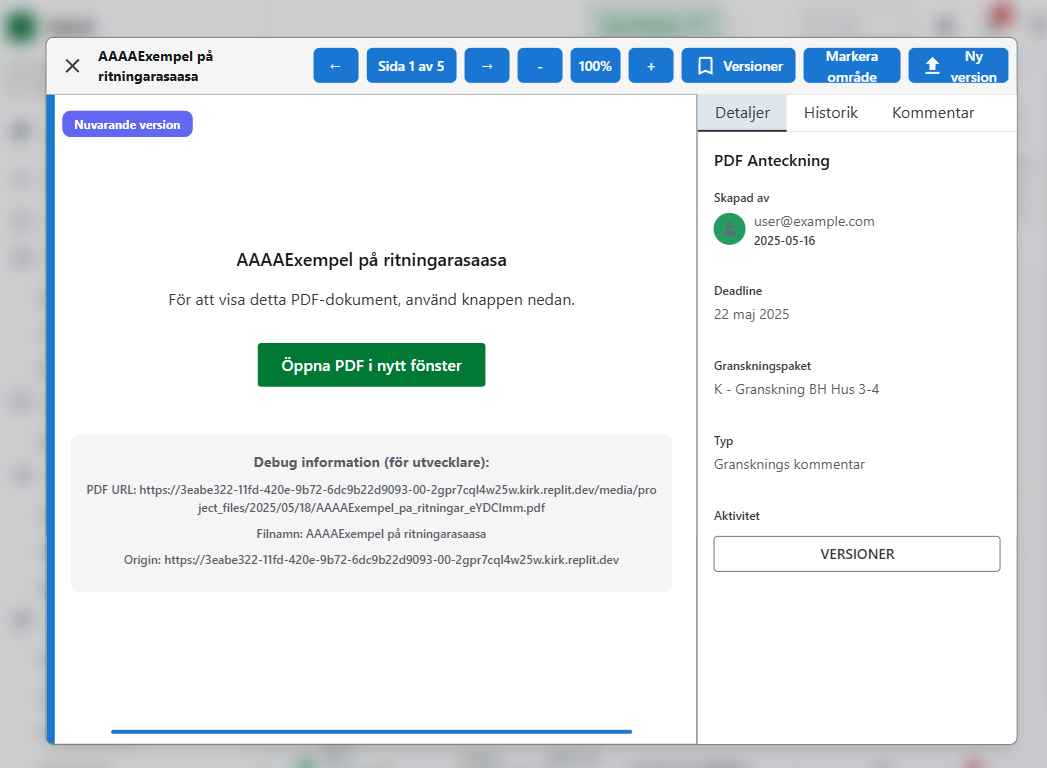 AAAAExempel på
ritningarasaasa
←
Sida 1 av 5
→
-
100%
+
Versioner
Markera
område
Ny
version
Nuvarande version
AAAAExempel på ritningarasaasa
För att visa detta PDF-dokument, använd knappen nedan.
Öppna PDF i nytt fönster
Debug information (för utvecklare):
PDF URL: https://3eabe322-11fd-420e-9b72-6dc9b22d9093-00-2gpr7cql4w25w.kirk.replit.dev/media/pro
ject_files/2025/05/18/AAAAExempel_pa_ritningar_eYDClmm.pdf
Filnamn: AAAAExempel på ritningarasaasa
Origin: https://3eabe322-11fd-420e-9b72-6dc9b22d9093-00-2gpr7cql4w25w.kirk.replit.dev
Detaljer Historik Kommentar
PDF Anteckning
Skapad av
user@example.com
2025-05-16
Deadline
22 maj 2025
Granskningspaket
K - Granskning BH Hus 3-4
Typ
Gransknings kommentar
Aktivitet
VERSIONER